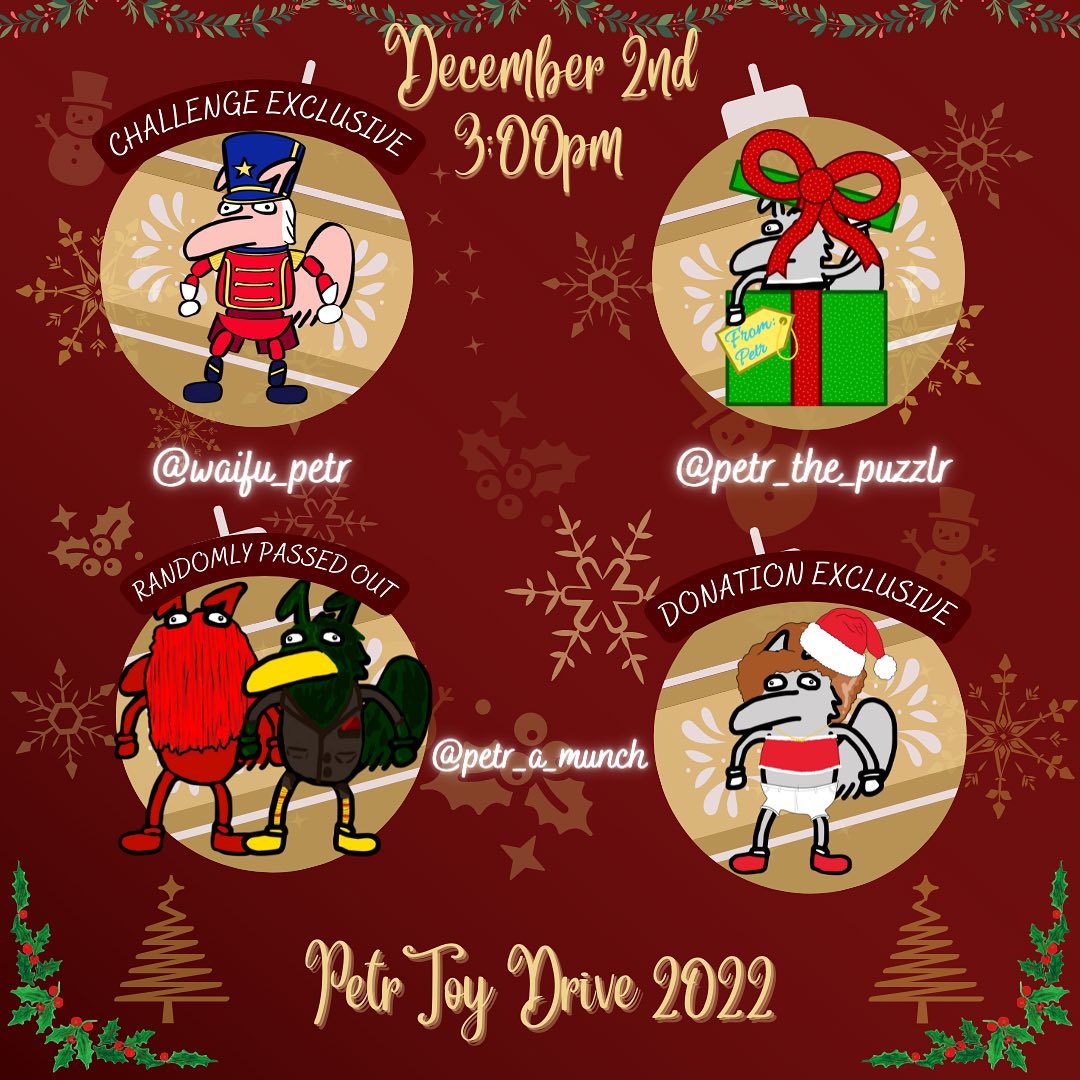 December 2nd
3:00pm
CHALLENGE EXCLUSIVE
From:
Petr
@waifu_petr
@petr_the_puzzlr
RANDOMLY PASSED OUT
DONATION EXCLUSIVE
@petr_a_munch
Petr Toy Drive 2022